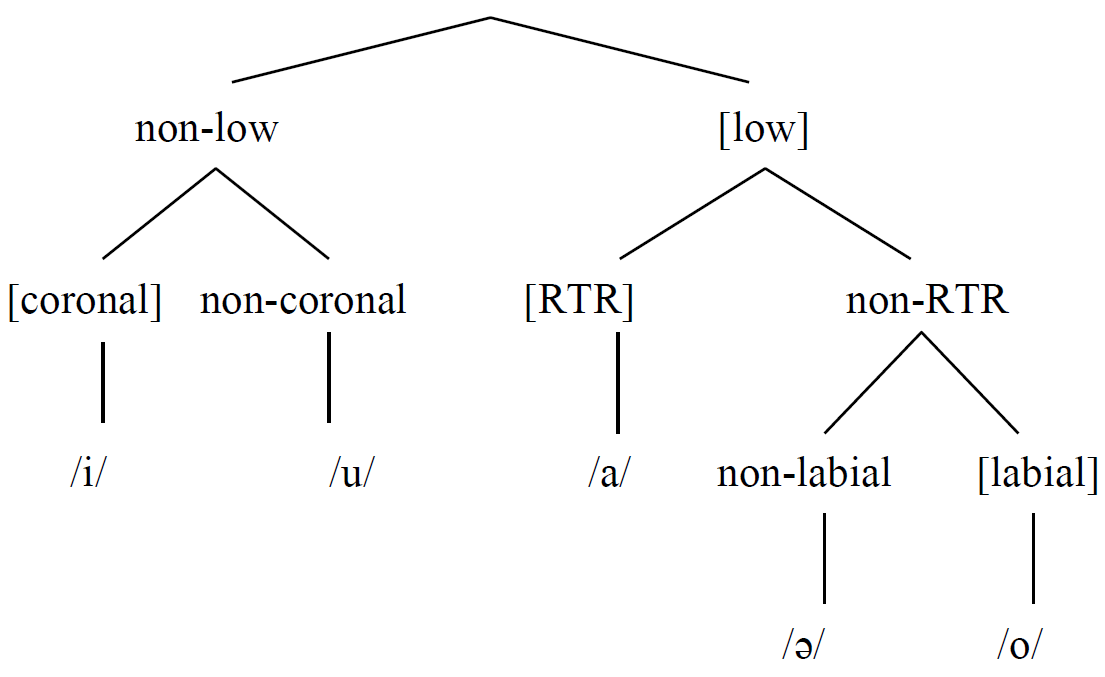 non-low [low]
[coronal] non-coronal [RTR] non-RTR
/i/ /u/ /a/ non-labial [labial]
/ə/ /o/